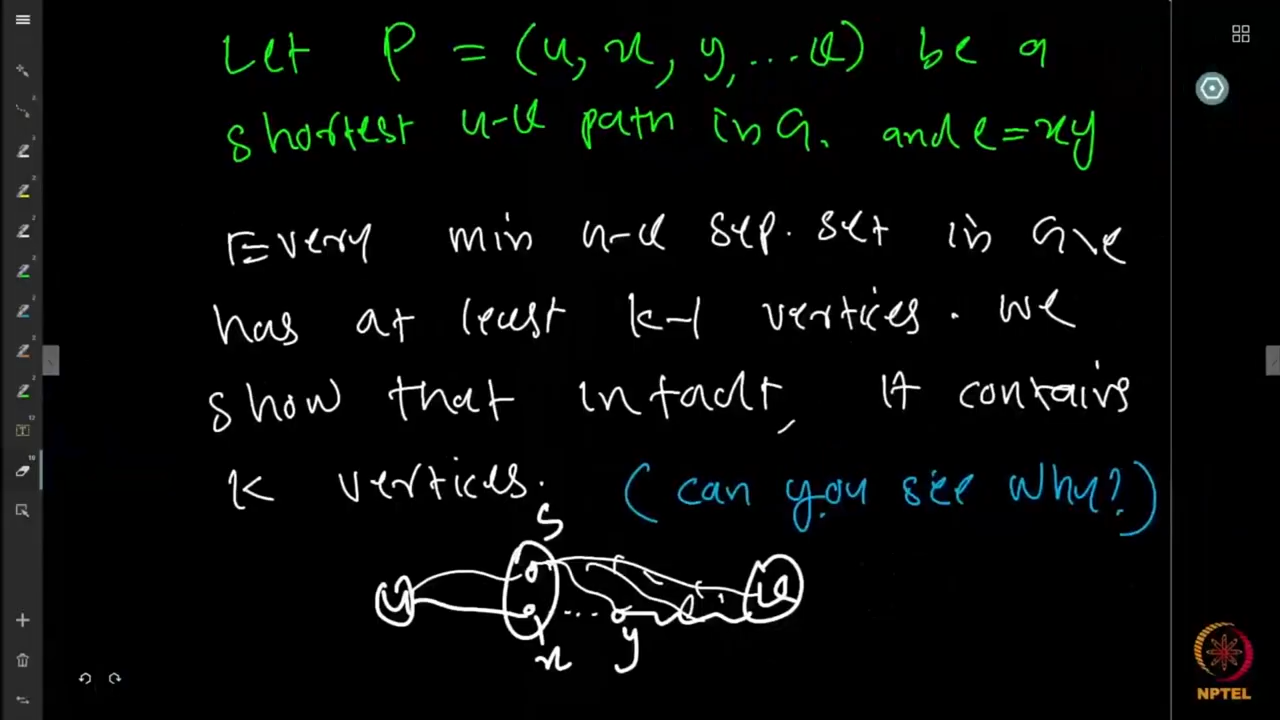 Let P = (u, x, y, ... v) be a
shortest u-v path in G. and e = xy
Every min u-v sep. set in G\e
has at least k-1 vertices. we
show that infact, it contains
k vertices. (can you see why?)
S
u v
x y
NPTEL